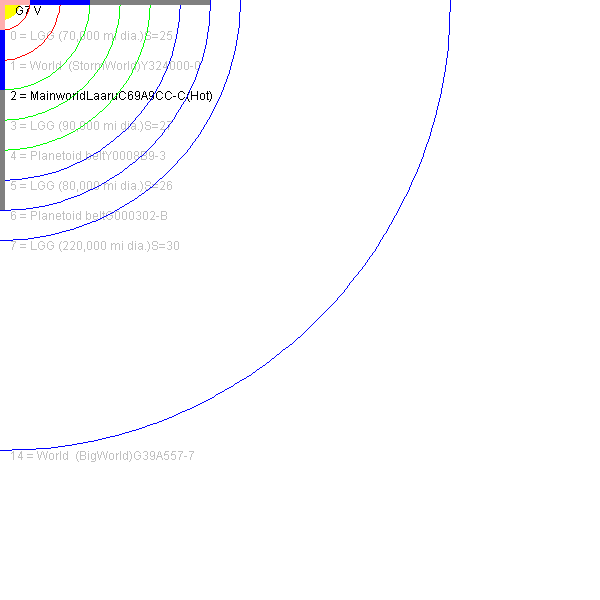 G7 V
0 = LGG (70,000 mi dia.)S=25
1 = World  (StormWorld)Y324000-0
2 = MainworldLaaruC69A9CC-C(Hot)
3 = LGG (90,900 mi dia.)S=27
4 = Planetoid beltY0008B9-3
5 = LGG (80,000 mi dia.)S=26
6 = Planetoid beltG000302-B
7 = LGG (220,000 mi dia.)S=30
14 = World  (BigWorld)G39A557-7